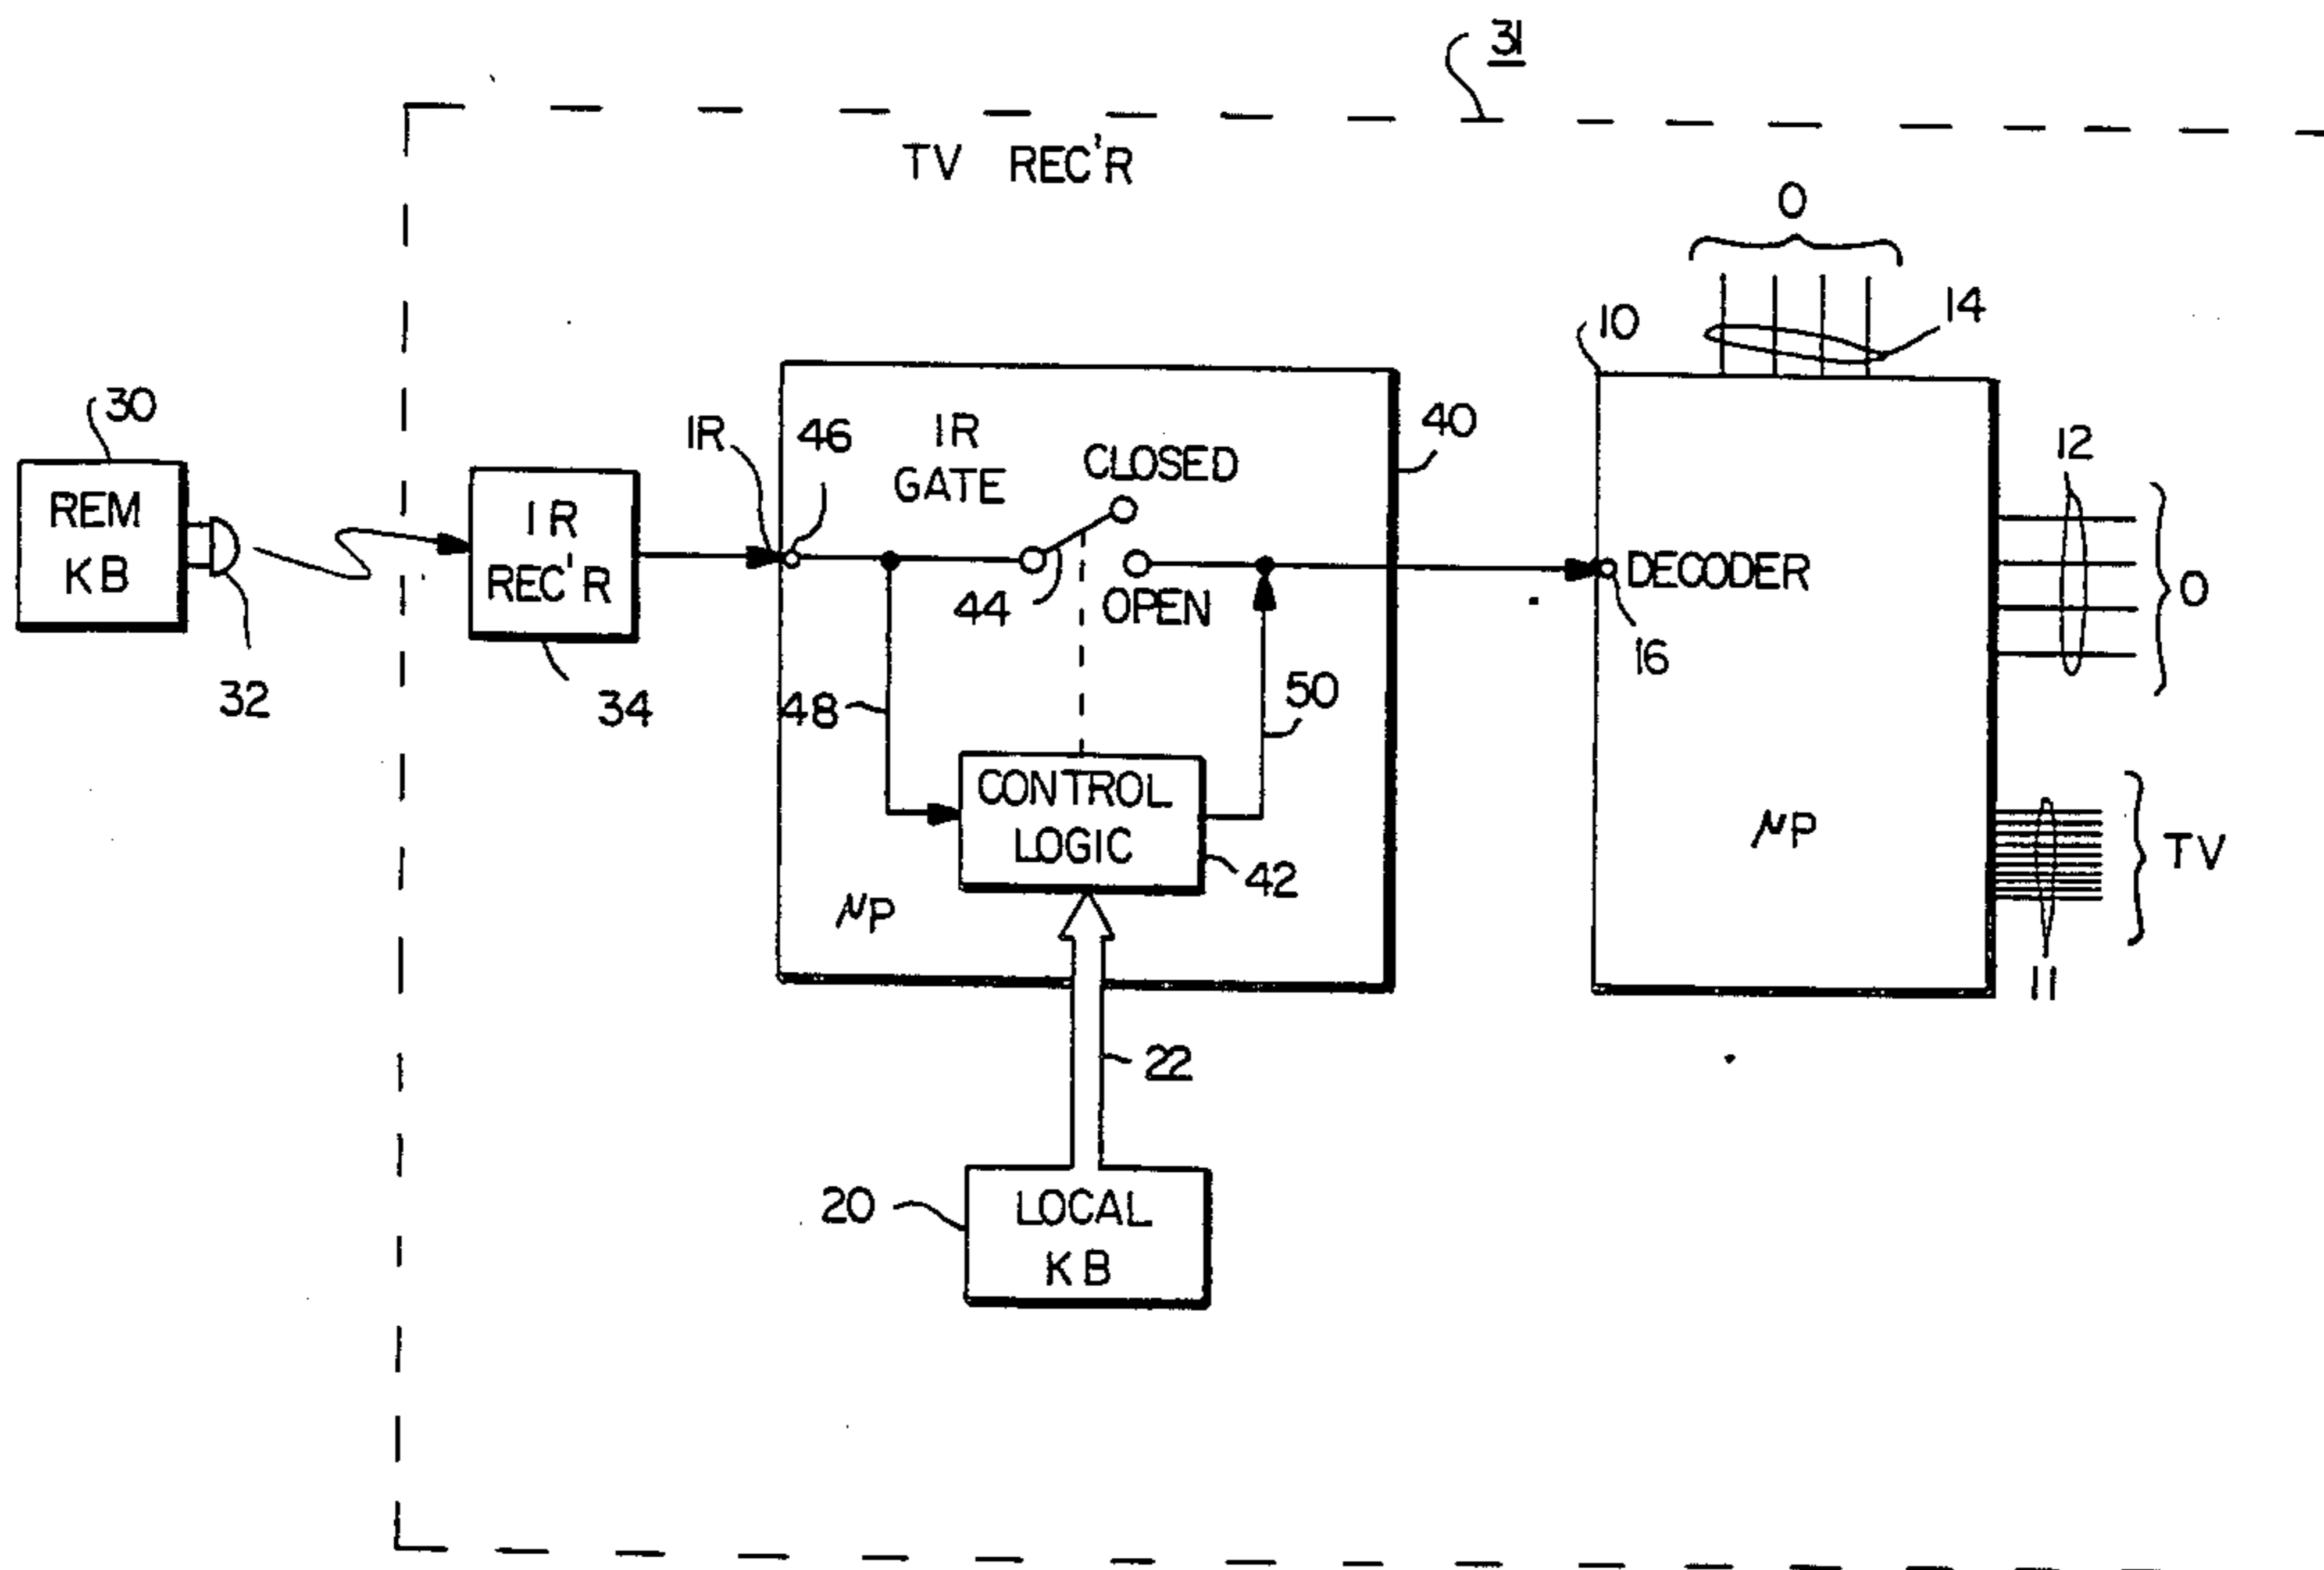 31
TV REC'R
O
14
10
30
REM
KB
32
IR
REC'R
34
IR
46
IR
GATE
CLOSED
40
44
OPEN
48
50
CONTROL
LOGIC
42
µP
22
20
LOCAL
KB
DECODER
16
12
O
µP
TV
11